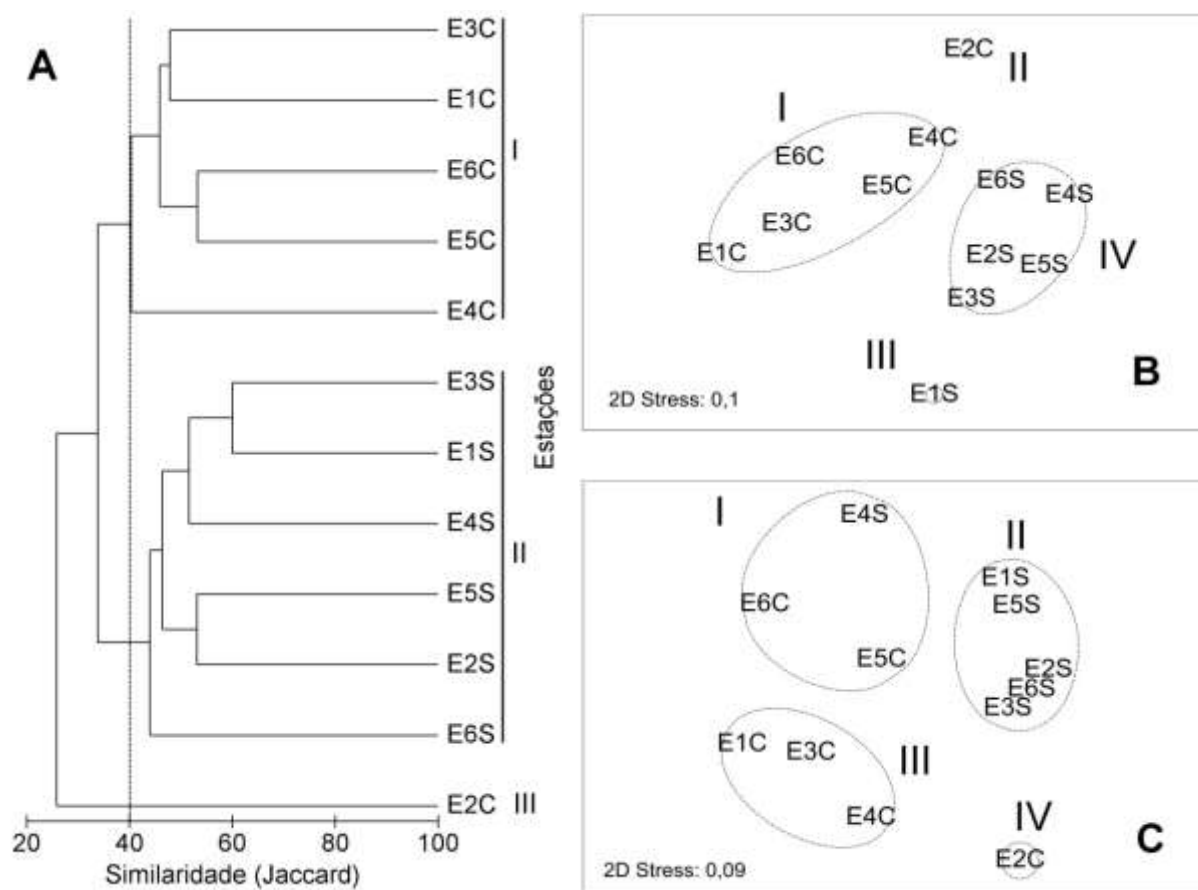 A
E3C
E1C
E6C
E5C
E4C
I
E3S
E1S
E4S
E5S
E2S
E6S
II
E2C III
Estações
20 40 60 80 100
Similaridade (Jaccard)
E2C
II
I
E4C
E6C
E5C
E3C
E1C
E6S
E4S
E2S
E5S
E3S
IV
III
E1S
B
2D Stress: 0,1
I
E4S
E6C
E5C
II
E1S
E5S
E2S
E6S
E3S
E1C
E3C
E4C
III
IV
E2C
C
2D Stress: 0,09